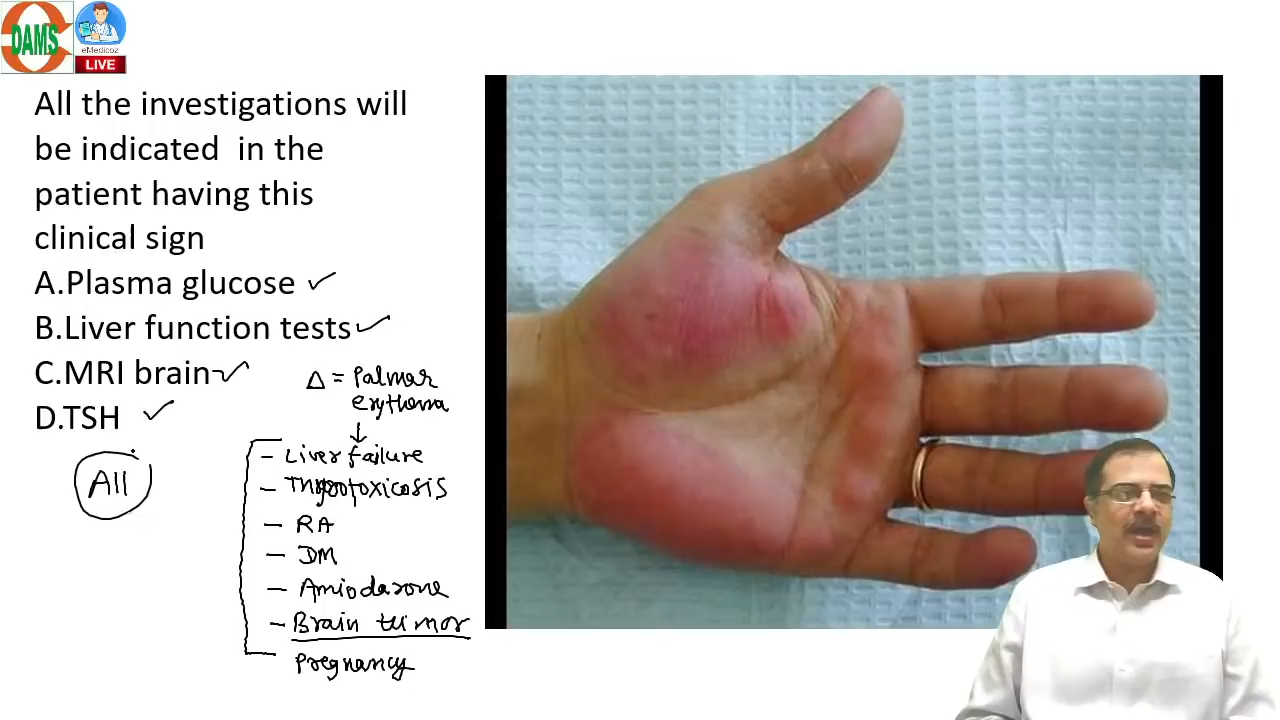 DAMS
eMedicoz
LIVE
All the investigations will
be indicated in the
patient having this
clinical sign
A.Plasma glucose ✓
B.Liver function tests ✓
C.MRI brain ✓
D.TSH ✓
All
Δ = Palmar
erythema
↓
- Liver failure
- Thyrotoxicosis
- RA
- DM
- Amiodarone
- Brain tumor
Pregnancy